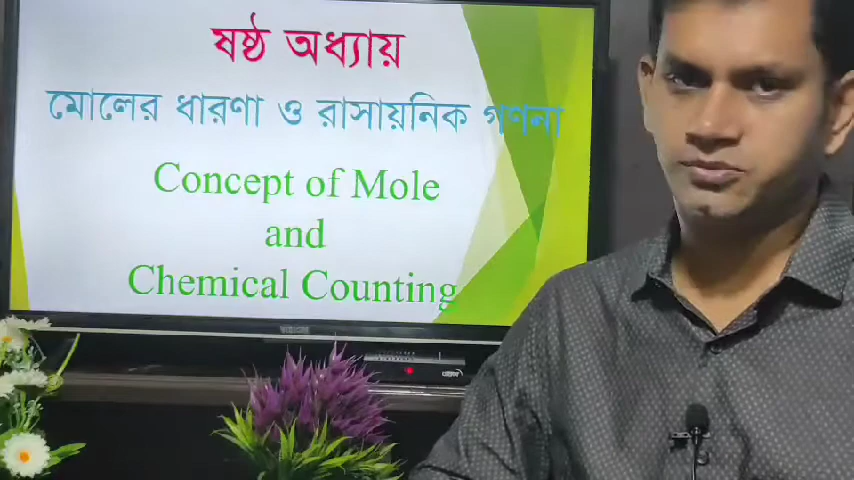 ষষ্ঠ অধ্যায়
মোলের ধারণা ও রাসায়নিক গণনা
Concept of Mole
and
Chemical Counting